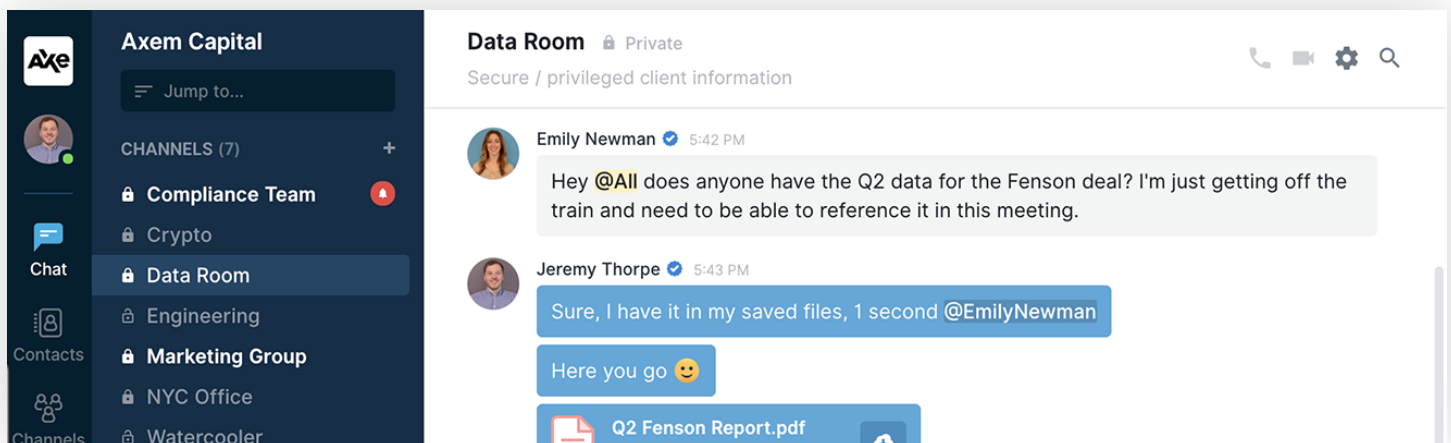 AXe
Chat
Contacts
Channels
Axem Capital
Jump to...
CHANNELS (7)
+
Compliance Team
Crypto
Data Room
Engineering
Marketing Group
NYC Office
Watercooler
Data Room Private
Secure / privileged client information
Emily Newman 5:42 PM
Hey @All does anyone have the Q2 data for the Fenson deal? I'm just getting off the
train and need to be able to reference it in this meeting.
Jeremy Thorpe 5:43 PM
Sure, I have it in my saved files, 1 second @EmilyNewman
Here you go 🙂
Q2 Fenson Report.pdf